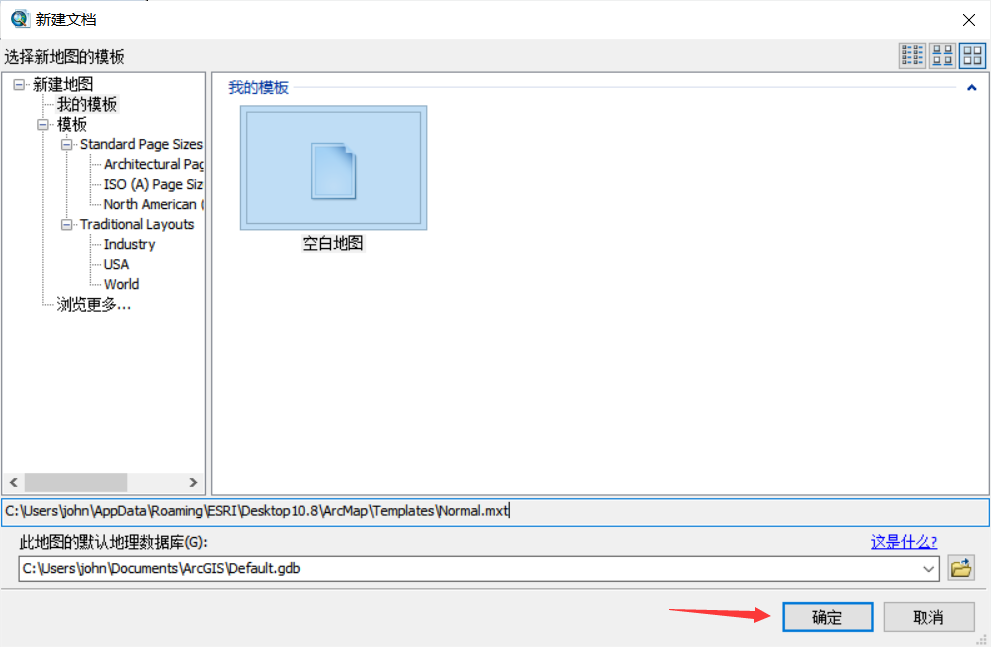 新建文档
选择新地图的模板
新建地图
我的模板
模板
Standard Page Sizes
Architectural Pag
ISO (A) Page Siz
North American (
Traditional Layouts
Industry
USA
World
浏览更多...
我的模板
空白地图
C:\Users\john\AppData\Roaming\ESRI\Desktop10.8\ArcMap\Templates\Normal.mxt
此地图的默认地理数据库(G):
这是什么?
C:\Users\john\Documents\ArcGIS\Default.gdb
确定
取消